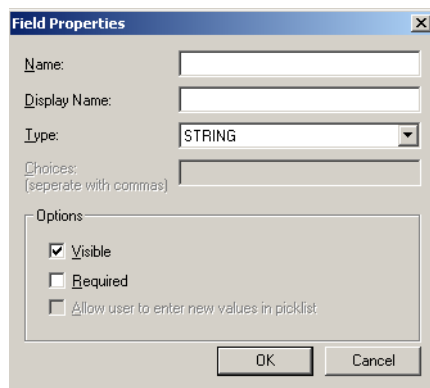 Field Properties
Name:
Display Name:
Type:
STRING
Choices:
(seperate with commas)
Options
Visible
Required
Allow user to enter new values in picklist
OK
Cancel